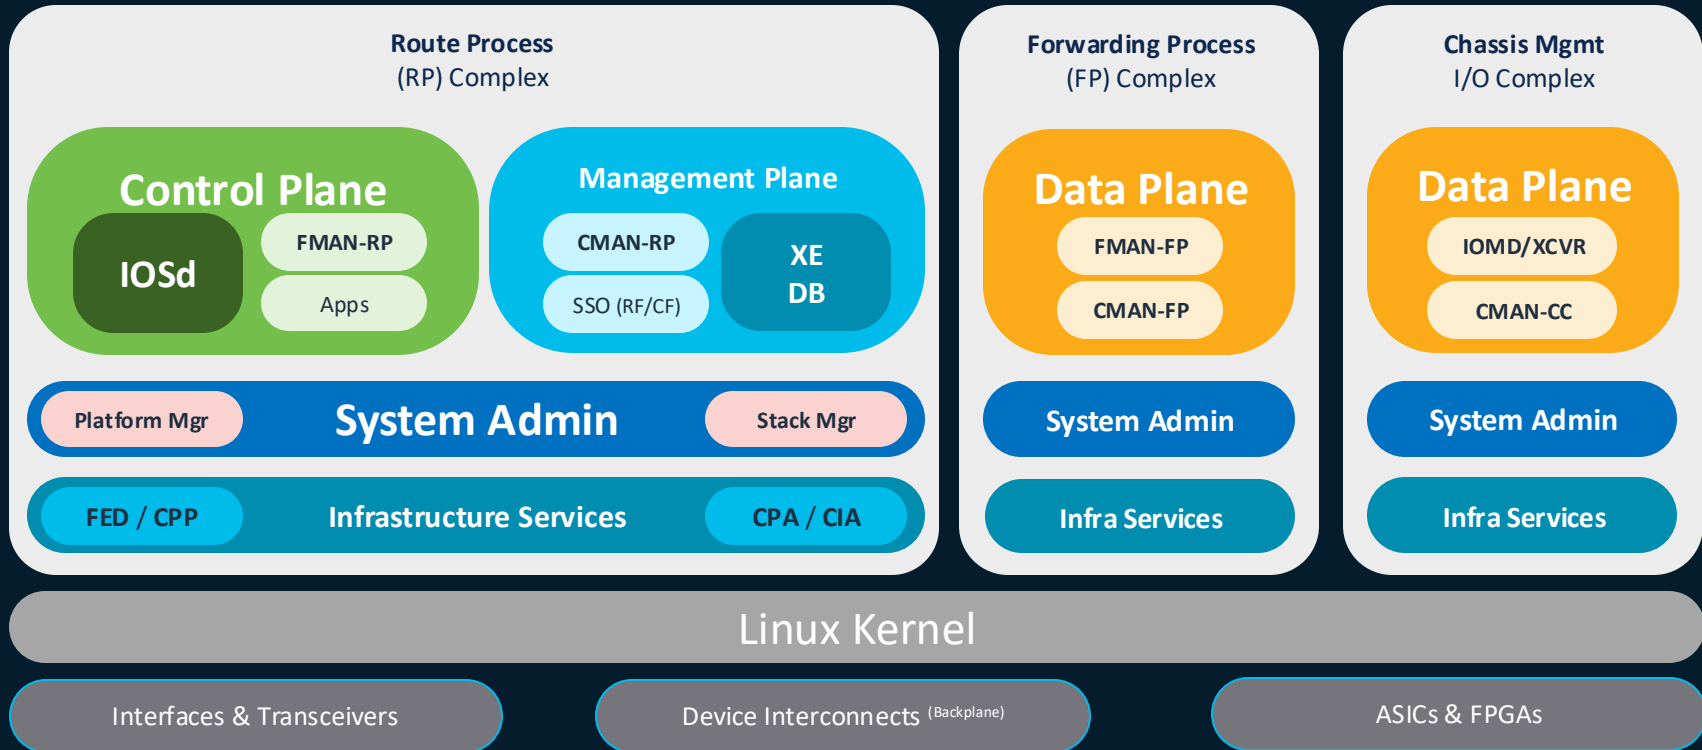 Route Process
(RP) Complex
Control Plane
IOSd
FMAN-RP
Apps
Management Plane
CMAN-RP
SSO (RF/CF)
XE
DB
Platform Mgr
System Admin
Stack Mgr
FED / CPP
Infrastructure Services
CPA / CIA
Forwarding Process
(FP) Complex
Data Plane
FMAN-FP
CMAN-FP
System Admin
Infra Services
Chassis Mgmt
I/O Complex
Data Plane
IOMD/XCVR
CMAN-CC
System Admin
Infra Services
Linux Kernel
Interfaces & Transceivers
Device Interconnects (Backplane)
ASICs & FPGAs